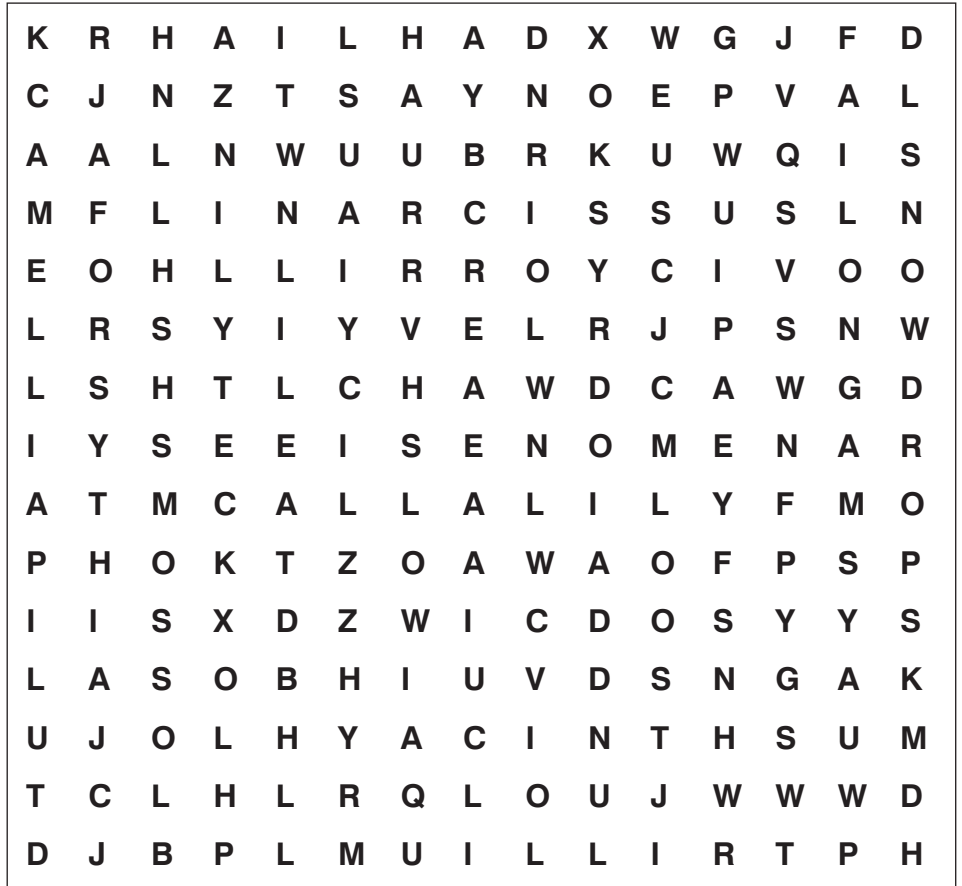 K R H A I L H A D X W G J F D
C J N Z T S A Y N O E P V A L
A A L N W U U B R K U W Q I S
M F L I N A R C I S S U S L N
E O H L L I R R O Y C I V O O
L R S Y I Y V E L R J P S N W
L S H T L C H A W D C A W G D
I Y S E E I S E N O M E N A R
A T M C A L L A L I L Y F M O
P H O K T Z O A W A O F P S P
I I S X D Z W I C D O S Y Y S
L A S O B H I U V D S N G A K
U J O L H Y A C I N T H S U M
T C L H L R Q L O U J W W W D
D J B P L M U I L L I R T P H